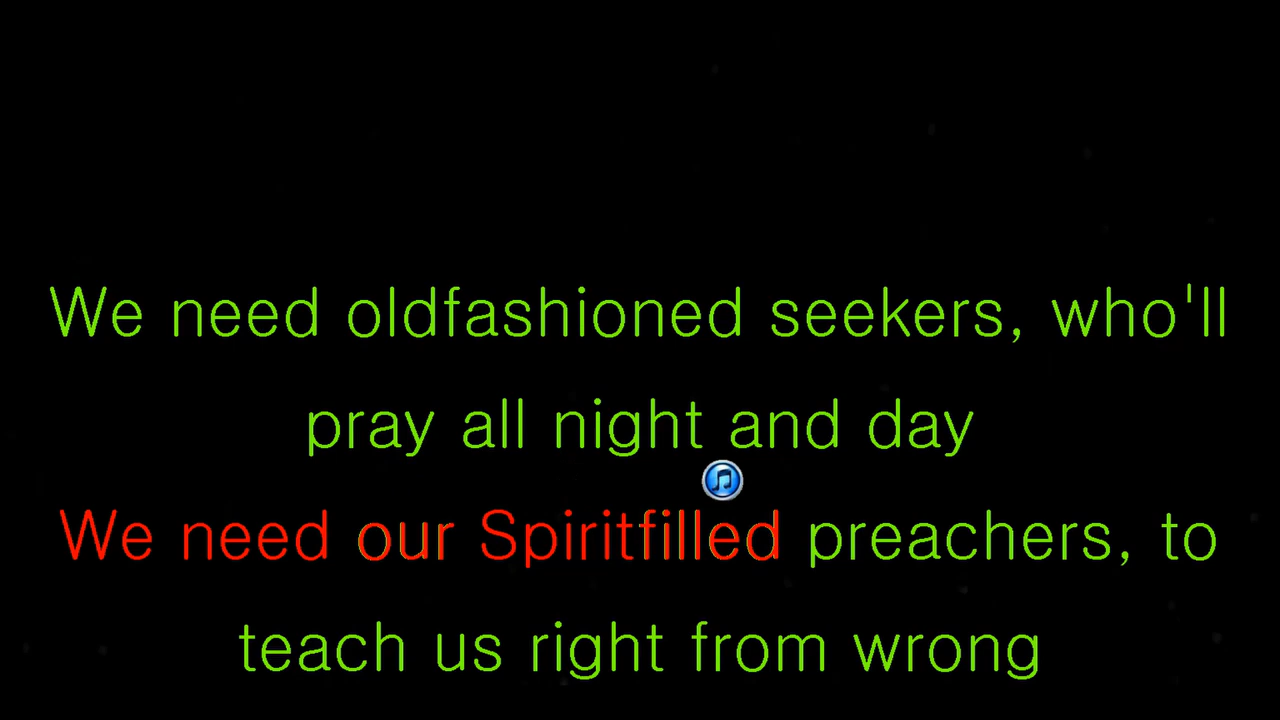 We need oldfashioned seekers, who'll
pray all night and day
We need our Spiritfilled preachers, to
teach us right from wrong